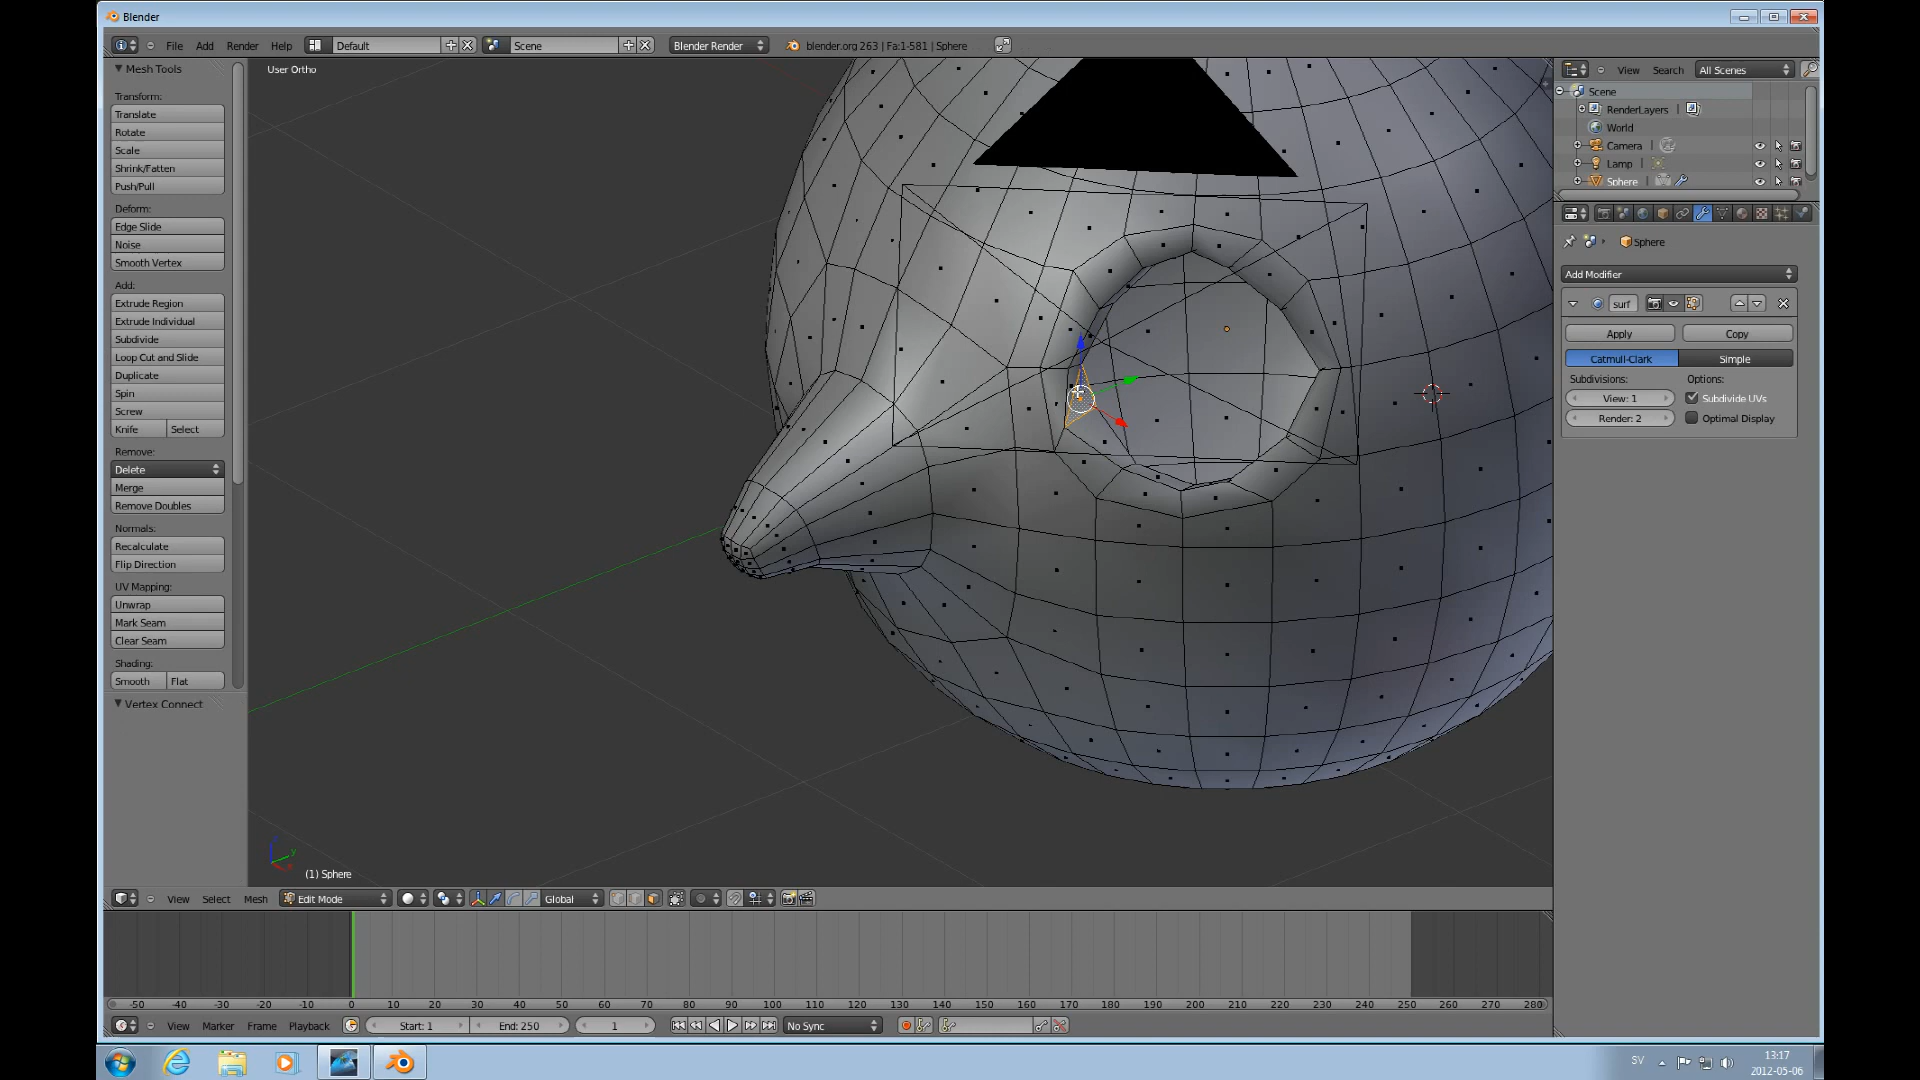 Blender
File Add Render Help Default Scene Blender Render blender.org 263 | Fa:1-581 | Sphere
Mesh Tools
Transform:
Translate
Rotate
Scale
Shrink/Fatten
Push/Pull
Deform:
Edge Slide
Noise
Smooth Vertex
Add:
Extrude Region
Extrude Individual
Subdivide
Loop Cut and Slide
Duplicate
Spin
Screw
Knife Select
Remove:
Delete
Merge
Remove Doubles
Normals:
Recalculate
Flip Direction
UV Mapping:
Unwrap
Mark Seam
Clear Seam
Shading:
Smooth Flat
Vertex Connect
User Ortho
y
(1) Sphere
View Select Mesh Edit Mode Global
View Search All Scenes
Scene
RenderLayers |
World
Camera |
Lamp |
Sphere |
Sphere
Add Modifier
surf
Apply Copy
Catmull-Clark Simple
Subdivisions: Options:
View: 1 Subdivide UVs
Render: 2 Optimal Display
-50 -40 -30 -20 -10 0 10 20 30 40 50 60 70 80 90 100 110 120 130 140 150 160 170 180 190 200 210 220 230 240 250 260 270 280
View Marker Frame Playback Start: 1 End: 250 1 No Sync
SV 13:17
2012-05-06